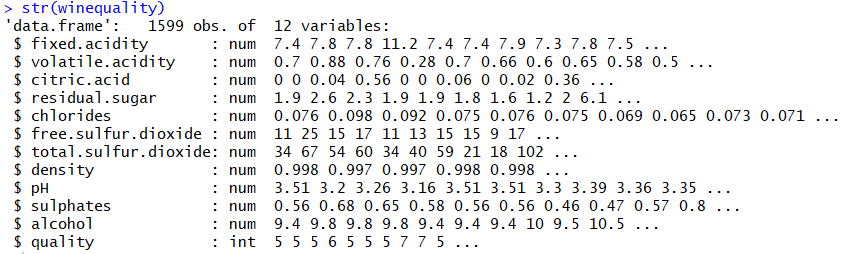 > str(winequality)
'data.frame':   1599 obs. of  12 variables:
 $ fixed.acidity       : num  7.4 7.8 7.8 11.2 7.4 7.4 7.9 7.3 7.8 7.5 ...
 $ volatile.acidity    : num  0.7 0.88 0.76 0.28 0.7 0.66 0.6 0.65 0.58 0.5 ...
 $ citric.acid         : num  0 0 0.04 0.56 0 0 0.06 0 0.02 0.36 ...
 $ residual.sugar      : num  1.9 2.6 2.3 1.9 1.9 1.8 1.6 1.2 2 6.1 ...
 $ chlorides           : num  0.076 0.098 0.092 0.075 0.076 0.075 0.069 0.065 0.073 0.071 ...
 $ free.sulfur.dioxide : num  11 25 15 17 11 13 15 15 9 17 ...
 $ total.sulfur.dioxide: num  34 67 54 60 34 40 59 21 18 102 ...
 $ density             : num  0.998 0.997 0.997 0.998 0.998 ...
 $ pH                  : num  3.51 3.2 3.26 3.16 3.51 3.51 3.3 3.39 3.36 3.35 ...
 $ sulphates           : num  0.56 0.68 0.65 0.58 0.56 0.56 0.46 0.47 0.57 0.8 ...
 $ alcohol             : num  9.4 9.8 9.8 9.8 9.4 9.4 9.4 10 9.5 10.5 ...
 $ quality             : int  5 5 5 6 5 5 5 7 7 5 ...